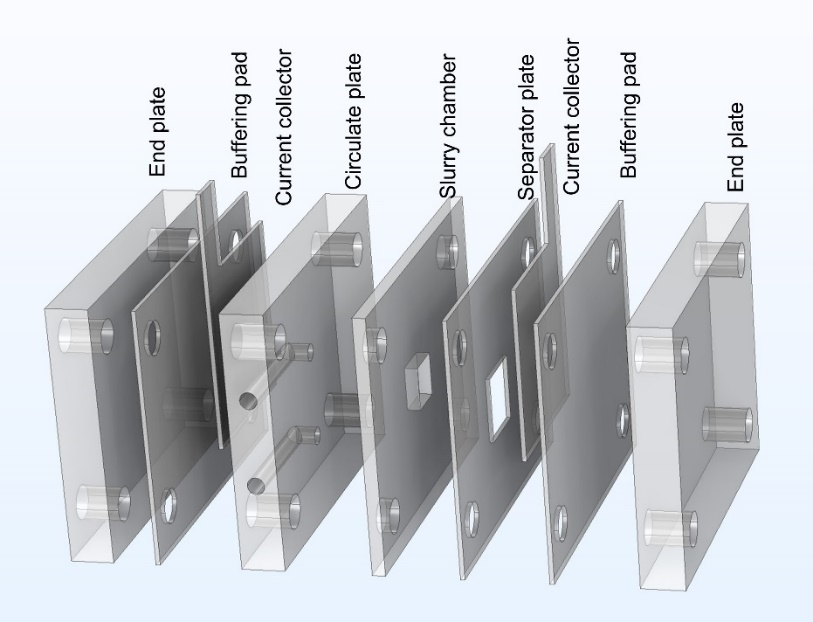 End plate
Buffering pad
Current collector
Circulate plate
Slurry chamber
Separator plate
Current collector
Buffering pad
End plate